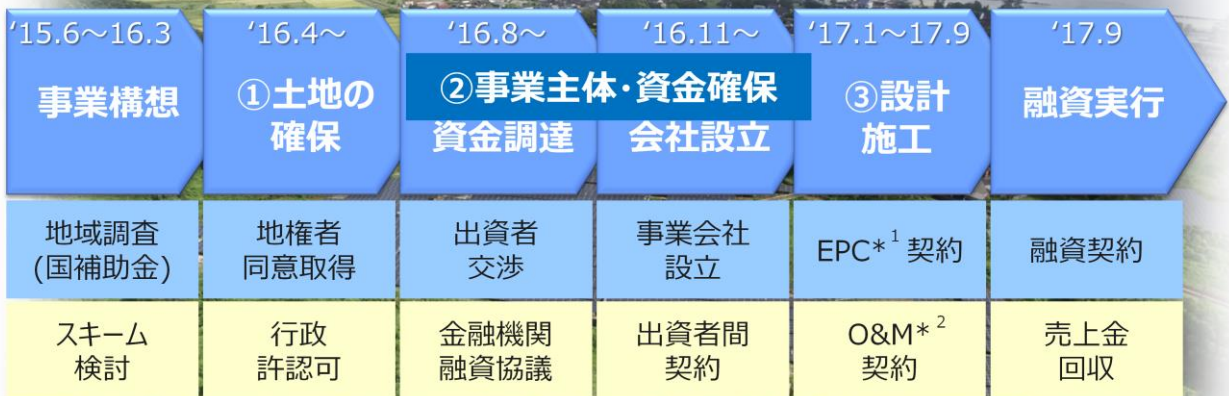 ‘15.6～16.3
事業構想
‘16.4～
①土地の
確保
‘16.8～
‘16.11～
②事業主体・資金確保
資金調達
会社設立
‘17.1～17.9
③設計
施工
‘17.9
融資実行
地域調査
(国補助金)
地権者
同意取得
出資者
交渉
事業会社
設立
EPC*1 契約
融資契約
スキーム
検討
行政
許認可
金融機関
融資協議
出資者間
契約
O&M*2
契約
売上金
回収